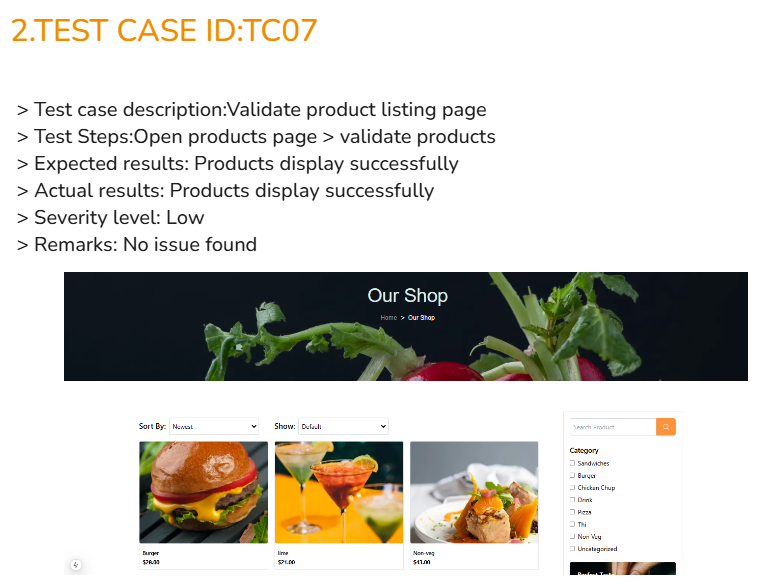 2.TEST CASE ID:TC07
> Test case description:Validate product listing page
> Test Steps:Open products page > validate products
> Expected results: Products display successfully
> Actual results: Products display successfully
> Severity level: Low
> Remarks: No issue found
Our Shop
Home > Our Shop
Sort By: Newest Show: Default
Search Product
Category
Sandwiches
Burger
Chicken Chup
Drink
Pizza
Thi
Non Veg
Uncategorized
Burger
$28.00
lime
$21.00
Non-veg
$43.00